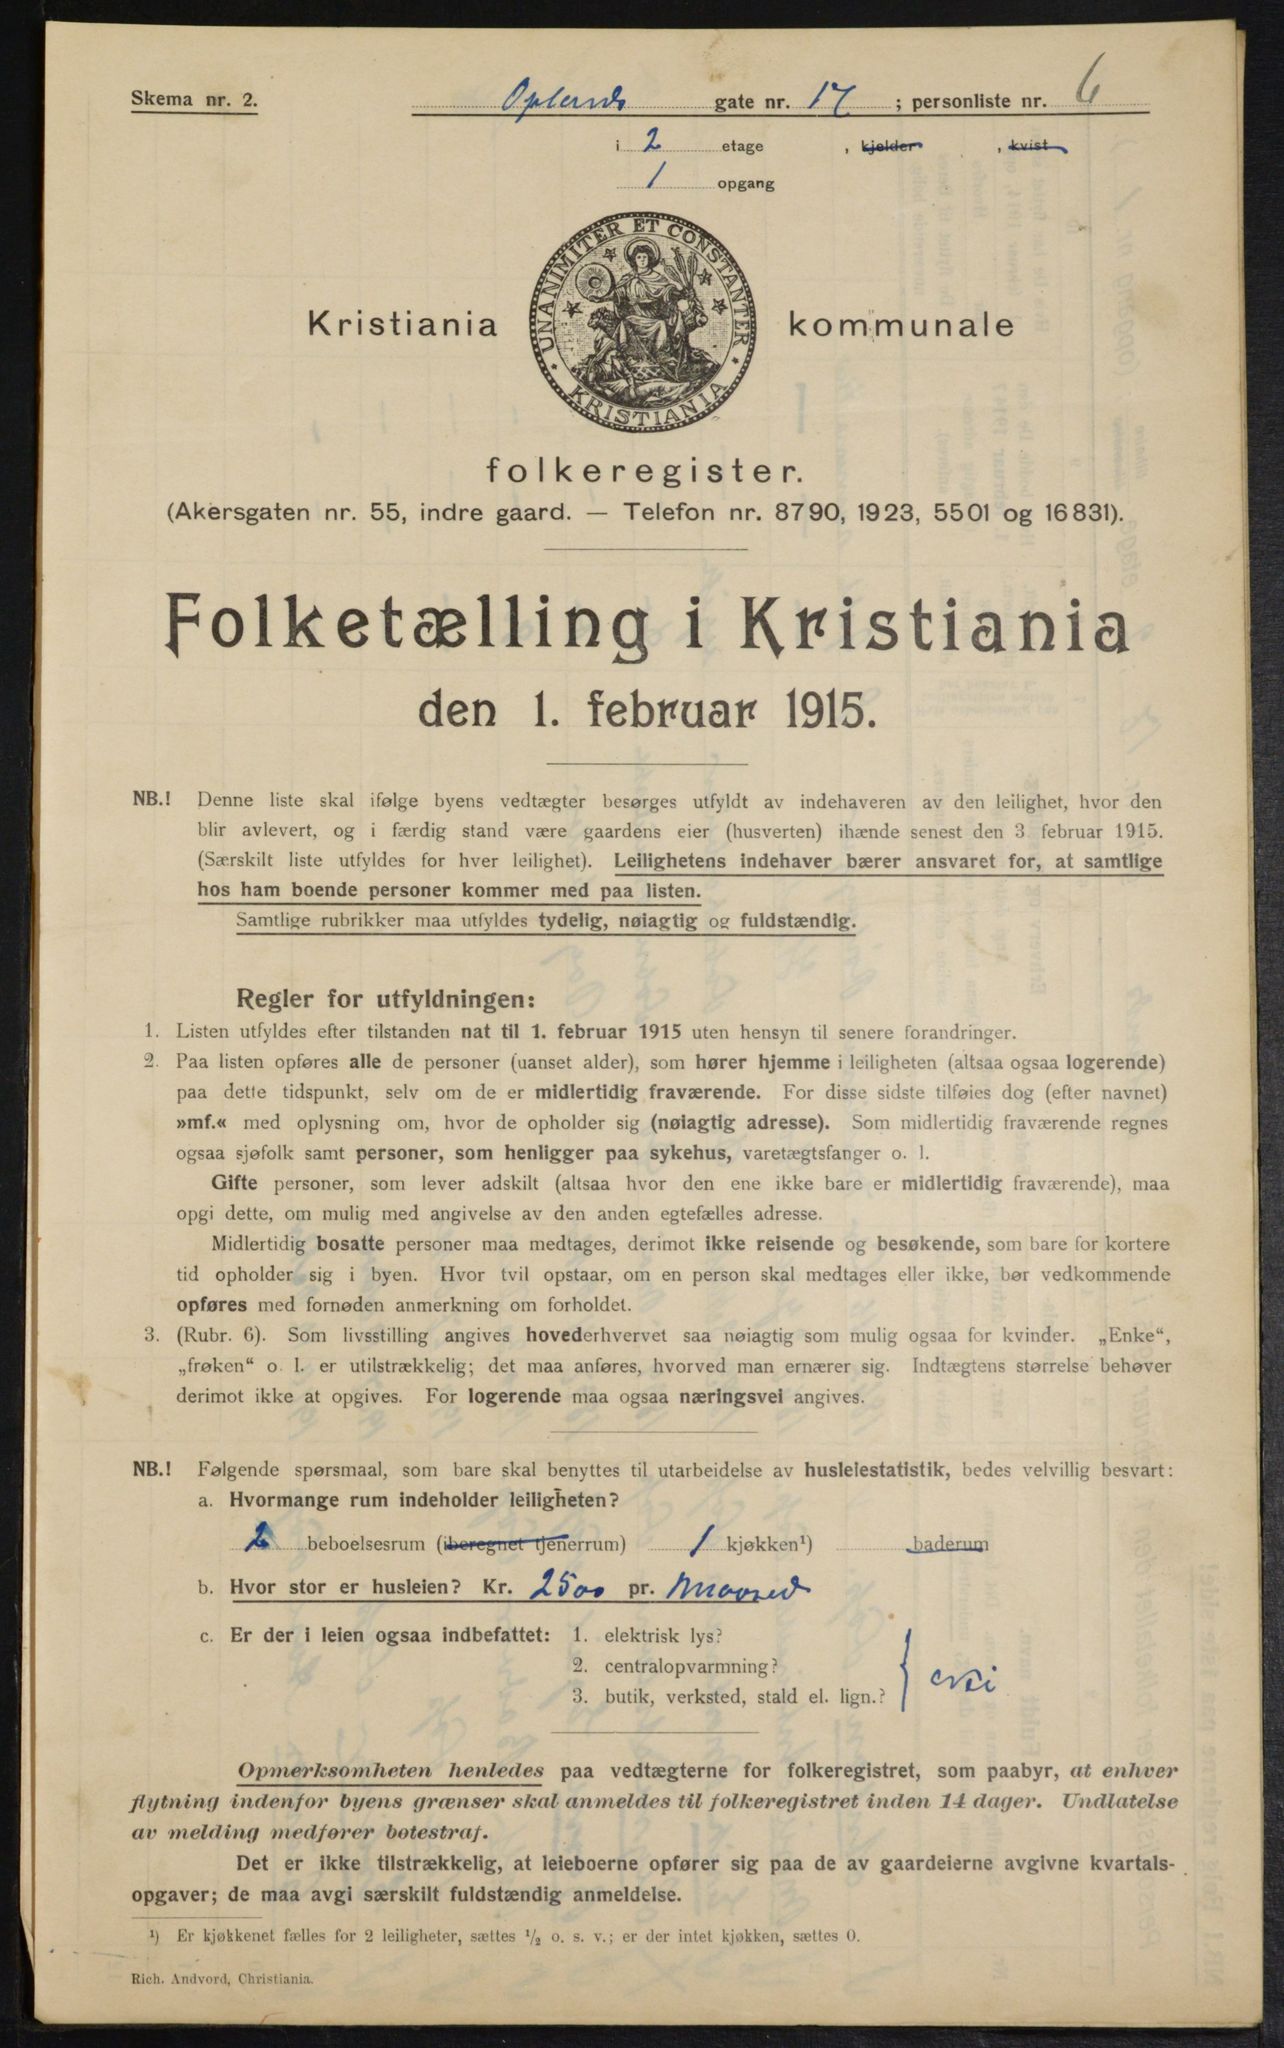 Skema nr. 2.
Oplands gate nr. 17 ; personliste nr. 6
i 2 etage , kjelder , kvist
1 opgang
UNANIMITER ET CONSTANTER
KRISTIANIA
Kristiania kommunale
folkeregister.
(Akersgaten nr. 55, indre gaard. — Telefon nr. 8790, 1923, 5501 og 16831).
Folketælling i Kristiania
den 1. februar 1915.
NB.! Denne liste skal ifølge byens vedtægter besørges utfyldt av indehaveren av den leilighet, hvor den
blir avlevert, og i færdig stand være gaardens eier (husverten) ihænde senest den 3 februar 1915.
(Særskilt liste utfyldes for hver leilighet). Leilighetens indehaver bærer ansvaret for, at samtlige
hos ham boende personer kommer med paa listen.
Samtlige rubrikker maa utfyldes tydelig, nøiagtig og fuldstændig.
Regler for utfyldningen:
1. Listen utfyldes efter tilstanden nat til 1. februar 1915 uten hensyn til senere forandringer.
2. Paa listen opføres alle de personer (uanset alder), som hører hjemme i leiligheten (altsaa ogsaa logerende)
paa dette tidspunkt, selv om de er midlertidig fraværende. For disse sidste tilføies dog (efter navnet)
»mf.« med oplysning om, hvor de opholder sig (nøiagtig adresse). Som midlertidig fraværende regnes
ogsaa sjøfolk samt personer, som henligger paa sykehus, varetægtsfanger o. l.
Gifte personer, som lever adskilt (altsaa hvor den ene ikke bare er midlertidig fraværende), maa
opgi dette, om mulig med angivelse av den anden egtefælles adresse.
Midlertidig bosatte personer maa medtages, derimot ikke reisende og besøkende, som bare for kortere
tid opholder sig i byen. Hvor tvil opstaar, om en person skal medtages eller ikke, bør vedkommende
opføres med fornøden anmerkning om forholdet.
3. (Rubr. 6). Som livsstilling angives hovederhvervet saa nøiagtig som mulig ogsaa for kvinder. „Enke“,
„frøken“ o. l. er utilstrækkelig; det maa anføres, hvorved man ernærer sig. Indtægtens størrelse behøver
derimot ikke at opgives. For logerende maa ogsaa næringsvei angives.
NB.! Følgende spørsmaal, som bare skal benyttes til utarbeidelse av husleiestatistik, bedes velvillig besvart:
a. Hvormange rum indeholder leiligheten?
2 beboelsesrum (iberegnet tjenerrum) 1 kjøkken¹) baderum
b. Hvor stor er husleien? Kr. 2500 pr. Maaned
c. Er der i leien ogsaa indbefattet: 1. elektrisk lys?
2. centralopvarmning?
3. butik, verksted, stald el. lign.?
Opmerksomheten henledes paa vedtægterne for folkeregistret, som paabyr, at enhver
flytning indenfor byens grænser skal anmeldes til folkeregistret inden 14 dager. Undlatelse
av melding medfører bøtestraf.
Det er ikke tilstrækkelig, at leieboerne opfører sig paa de av gaardeierne avgivne kvartals-
opgaver; de maa avgi særskilt fuldstændig anmeldelse.
¹) Er kjøkkenet fælles for 2 leiligheter, sættes ½ o. s. v.; er der intet kjøkken, sættes 0.
Rich. Andvord, Christiania.